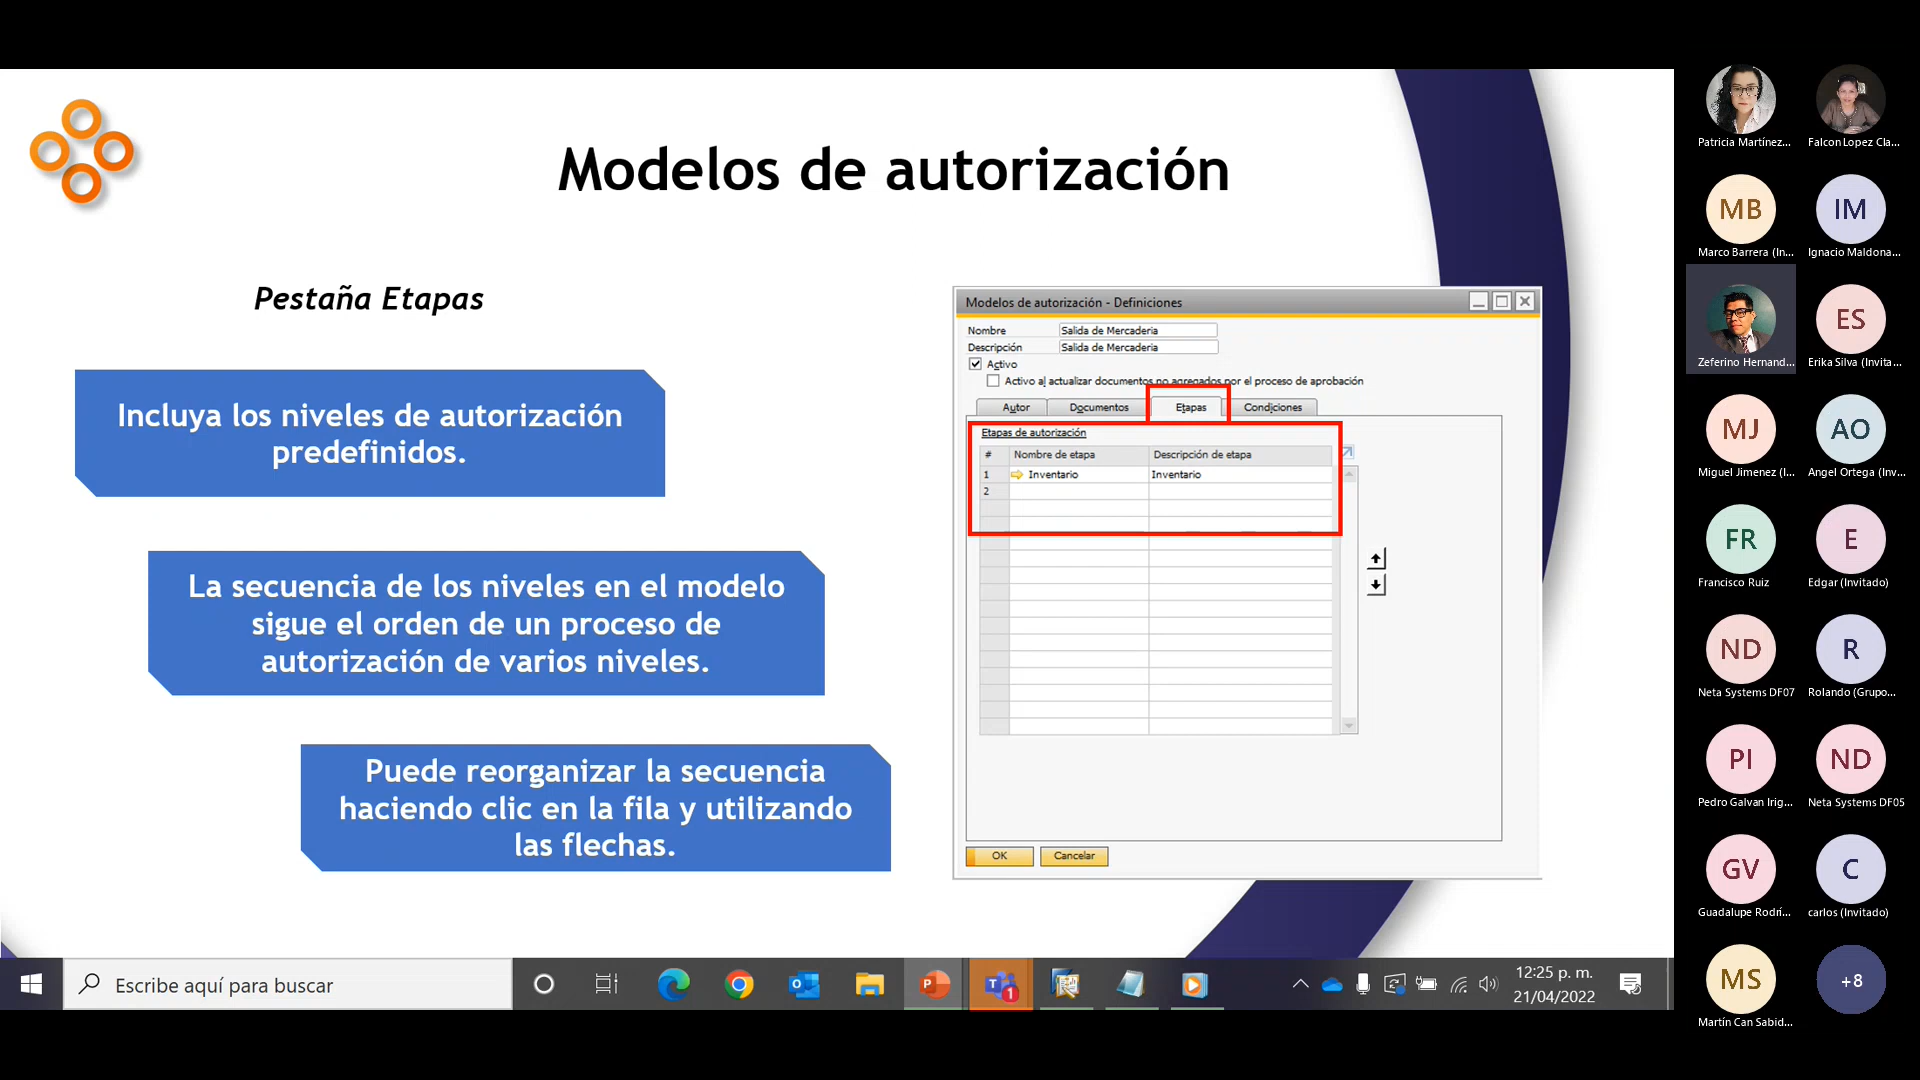 Modelos de autorización
Pestaña Etapas
Incluya los niveles de autorización
predefinidos.
La secuencia de los niveles en el modelo
sigue el orden de un proceso de
autorización de varios niveles.
Puede reorganizar la secuencia
haciendo clic en la fila y utilizando
las flechas.
Modelos de autorización - Definiciones
Nombre Salida de Mercaderia
Descripción Salida de Mercaderia
Activo
Activo al actualizar documentos no agregados por el proceso de aprobación
Autor Documentos Etapas Condiciones
Etapas de autorización
# Nombre de etapa Descripción de etapa
1 Inventario Inventario
2
OK Cancelar
Escribe aquí para buscar
1
12:25 p. m.
21/04/2022
Patricia Martínez... Falcon Lopez Cla...
MB IM
Marco Barrera (In... Ignacio Maldona...
ES
Zeferino Hernand... Erika Silva (Invita...
MJ AO
Miguel Jimenez (I... Angel Ortega (Inv...
FR E
Francisco Ruiz Edgar (Invitado)
ND R
Neta Systems DF07 Rolando (Grupo...
PI ND
Pedro Galvan Irig... Neta Systems DF05
GV C
Guadalupe Rodrí... carlos (Invitado)
MS +8
Martín Can Sabid...